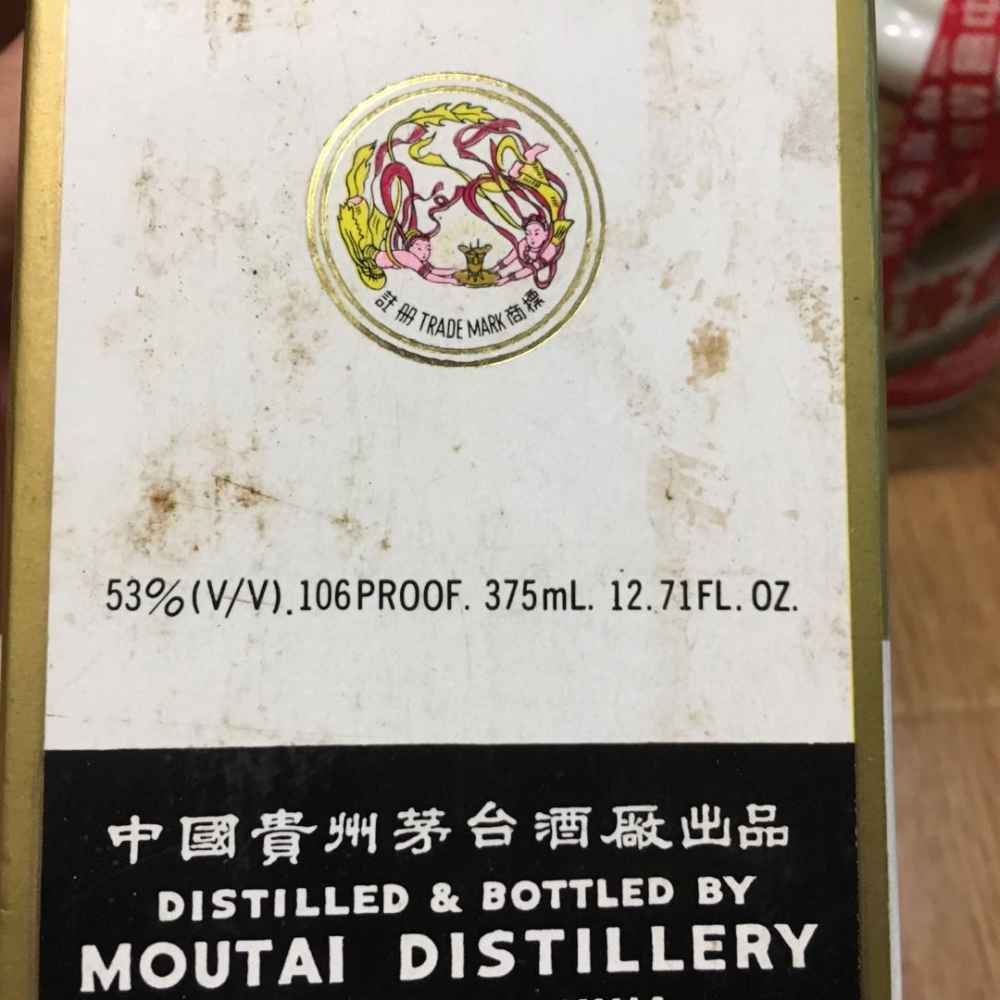 註冊 TRADE MARK 商標
53%(V/V). 106PROOF. 375mL. 12.71FL. OZ.
中國貴州茅台酒廠出品
DISTILLED & BOTTLED BY
MOUTAI DISTILLERY